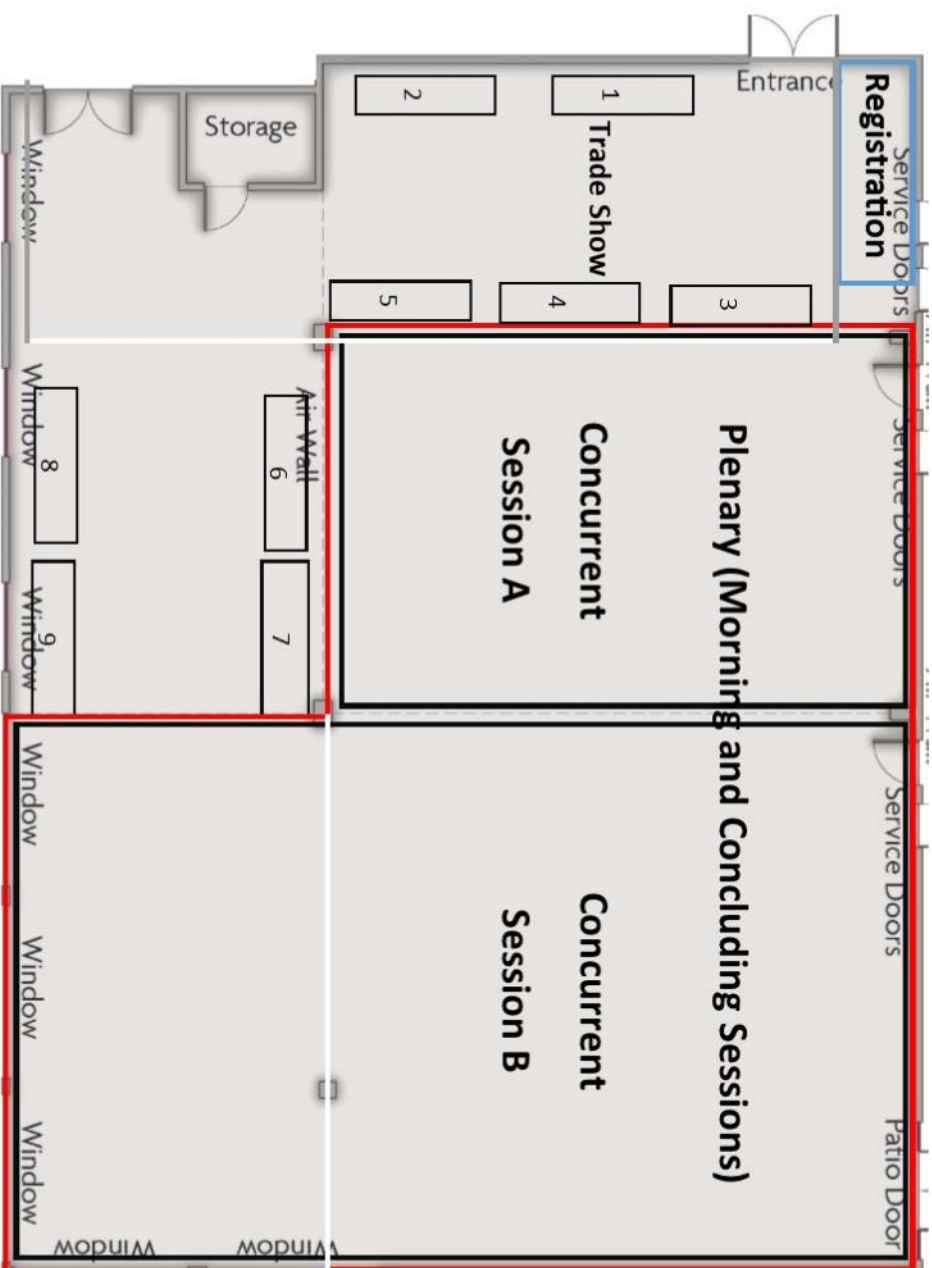 Entrance
Registration
Service Doors
Storage
2
1
Trade Show
Window
5
4
3
Air Wall
Window
8
6
Service Doors
Plenary (Morning and Concluding Sessions)
Concurrent
Session A
Window
9
7
Window
Service Doors
Concurrent
Session B
Window
Window
Patio Door
Window
Window